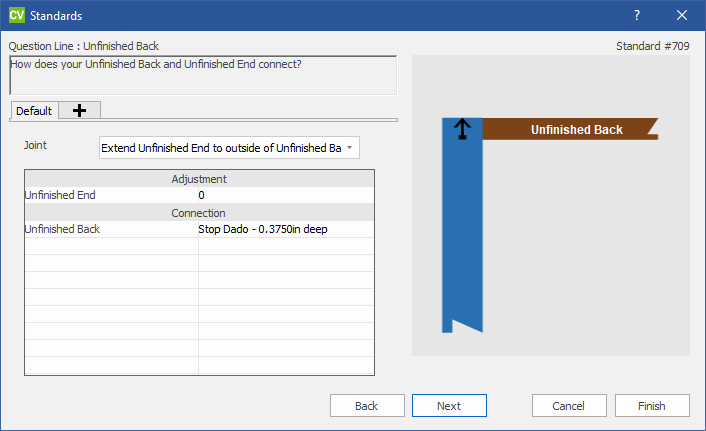 CV Standards ?
Question Line : Unfinished Back Standard #709
How does your Unfinished Back and Unfinished End connect?
Default
Joint Extend Unfinished End to outside of Unfinished Ba
Adjustment
Unfinished End 0
Connection
Unfinished Back Stop Dado - 0.3750in deep
Unfinished Back
Back Next Cancel Finish